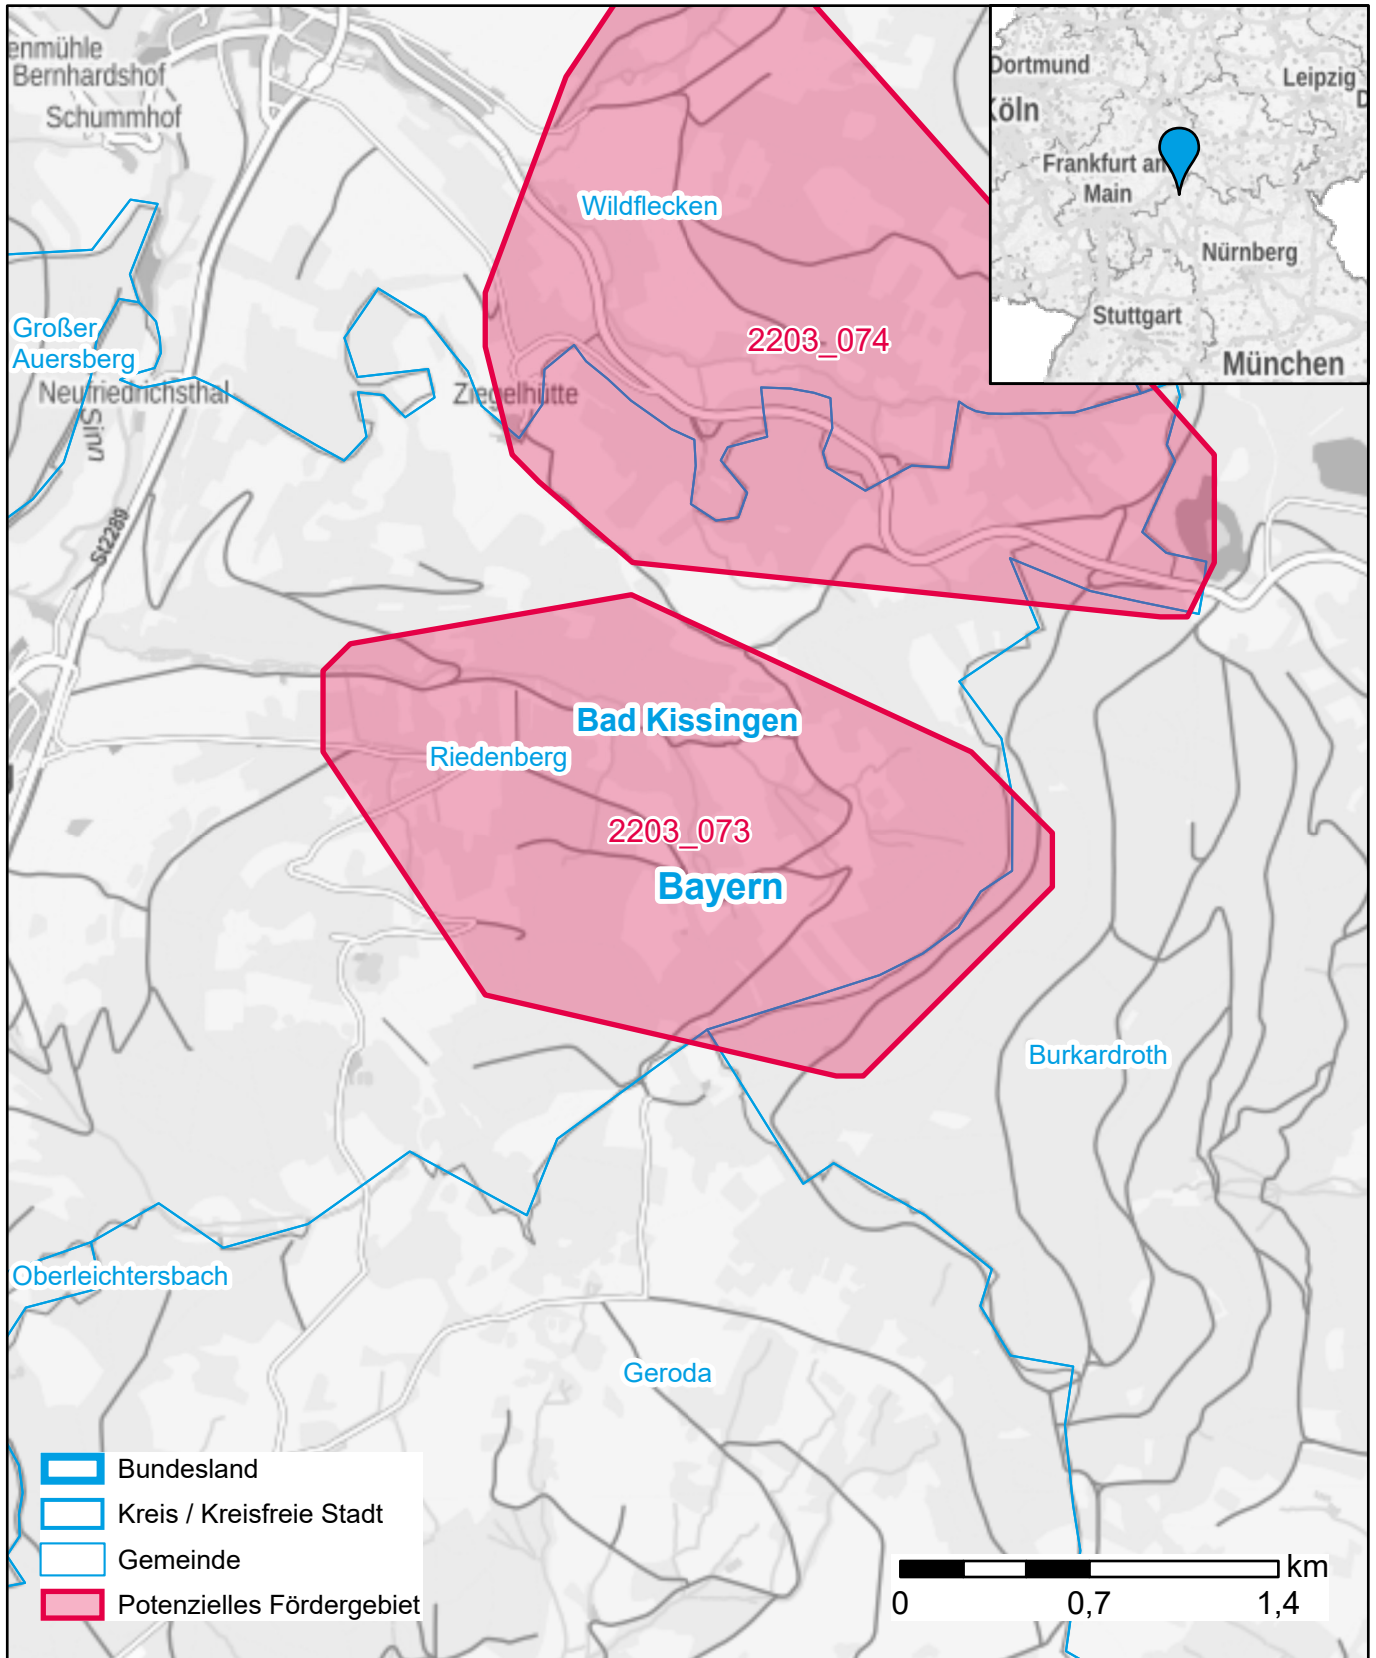 enmühle
Bernhardshof
Schummhof
Dortmund
Leipzig
D
Köln
Frankfurt am
Main
Nürnberg
Stuttgart
München
Wildflecken
Großer
Auersberg
Neufriedrichsthal
Sinn
Ziegelhütte
2203_074
St2289
Bad Kissingen
Riedenberg
2203_073
Bayern
Burkardroth
Oberleichtersbach
Geroda
Bundesland
Kreis / Kreisfreie Stadt
Gemeinde
Potenzielles Fördergebiet
km
0 0,7 1,4